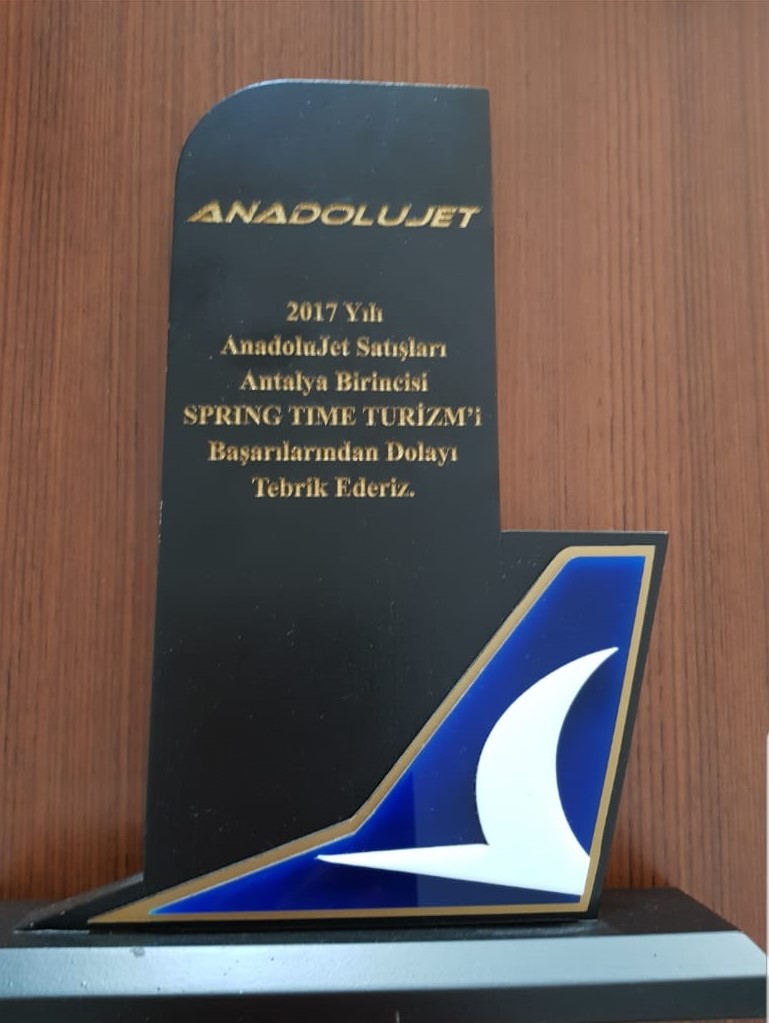 ANADOLUJET
2017 Yılı
AnadoluJet Satışları
Antalya Birincisi
SPRING TIME TURİZM'i
Başarılarından Dolayı
Tebrik Ederiz.